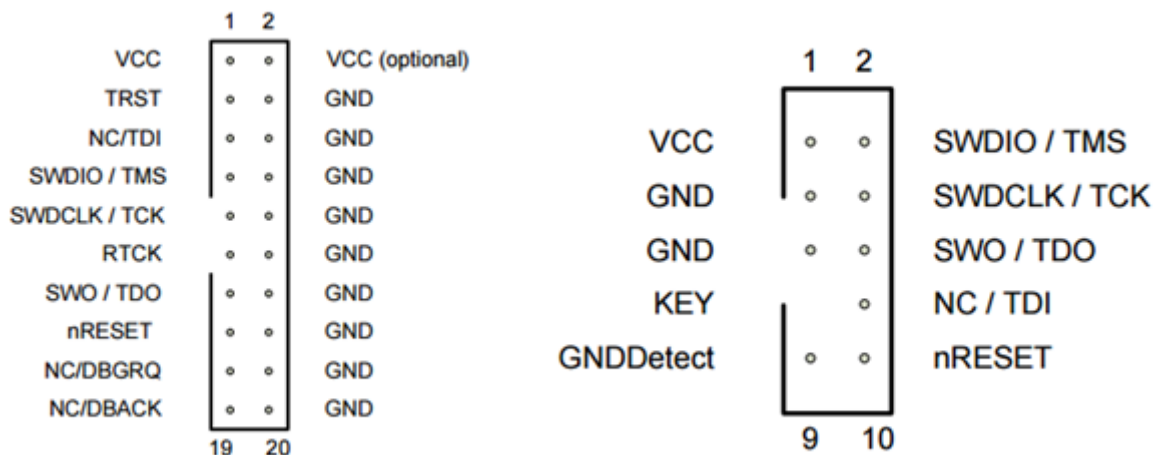 1 2
VCC VCC (optional)
TRST GND
NC/TDI GND
SWDIO / TMS GND
SWDCLK / TCK GND
RTCK GND
SWO / TDO GND
nRESET GND
NC/DBGRQ GND
NC/DBACK GND
19 20
1 2
VCC SWDIO / TMS
GND SWDCLK / TCK
GND SWO / TDO
KEY NC / TDI
GNDDetect nRESET
9 10